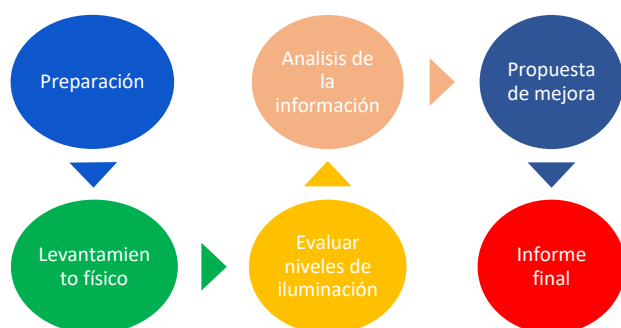 Preparación
Levantamien
to físico
Evaluar
niveles de
iluminación
Analisis de
la
información
Propuesta
de mejora
Informe
final